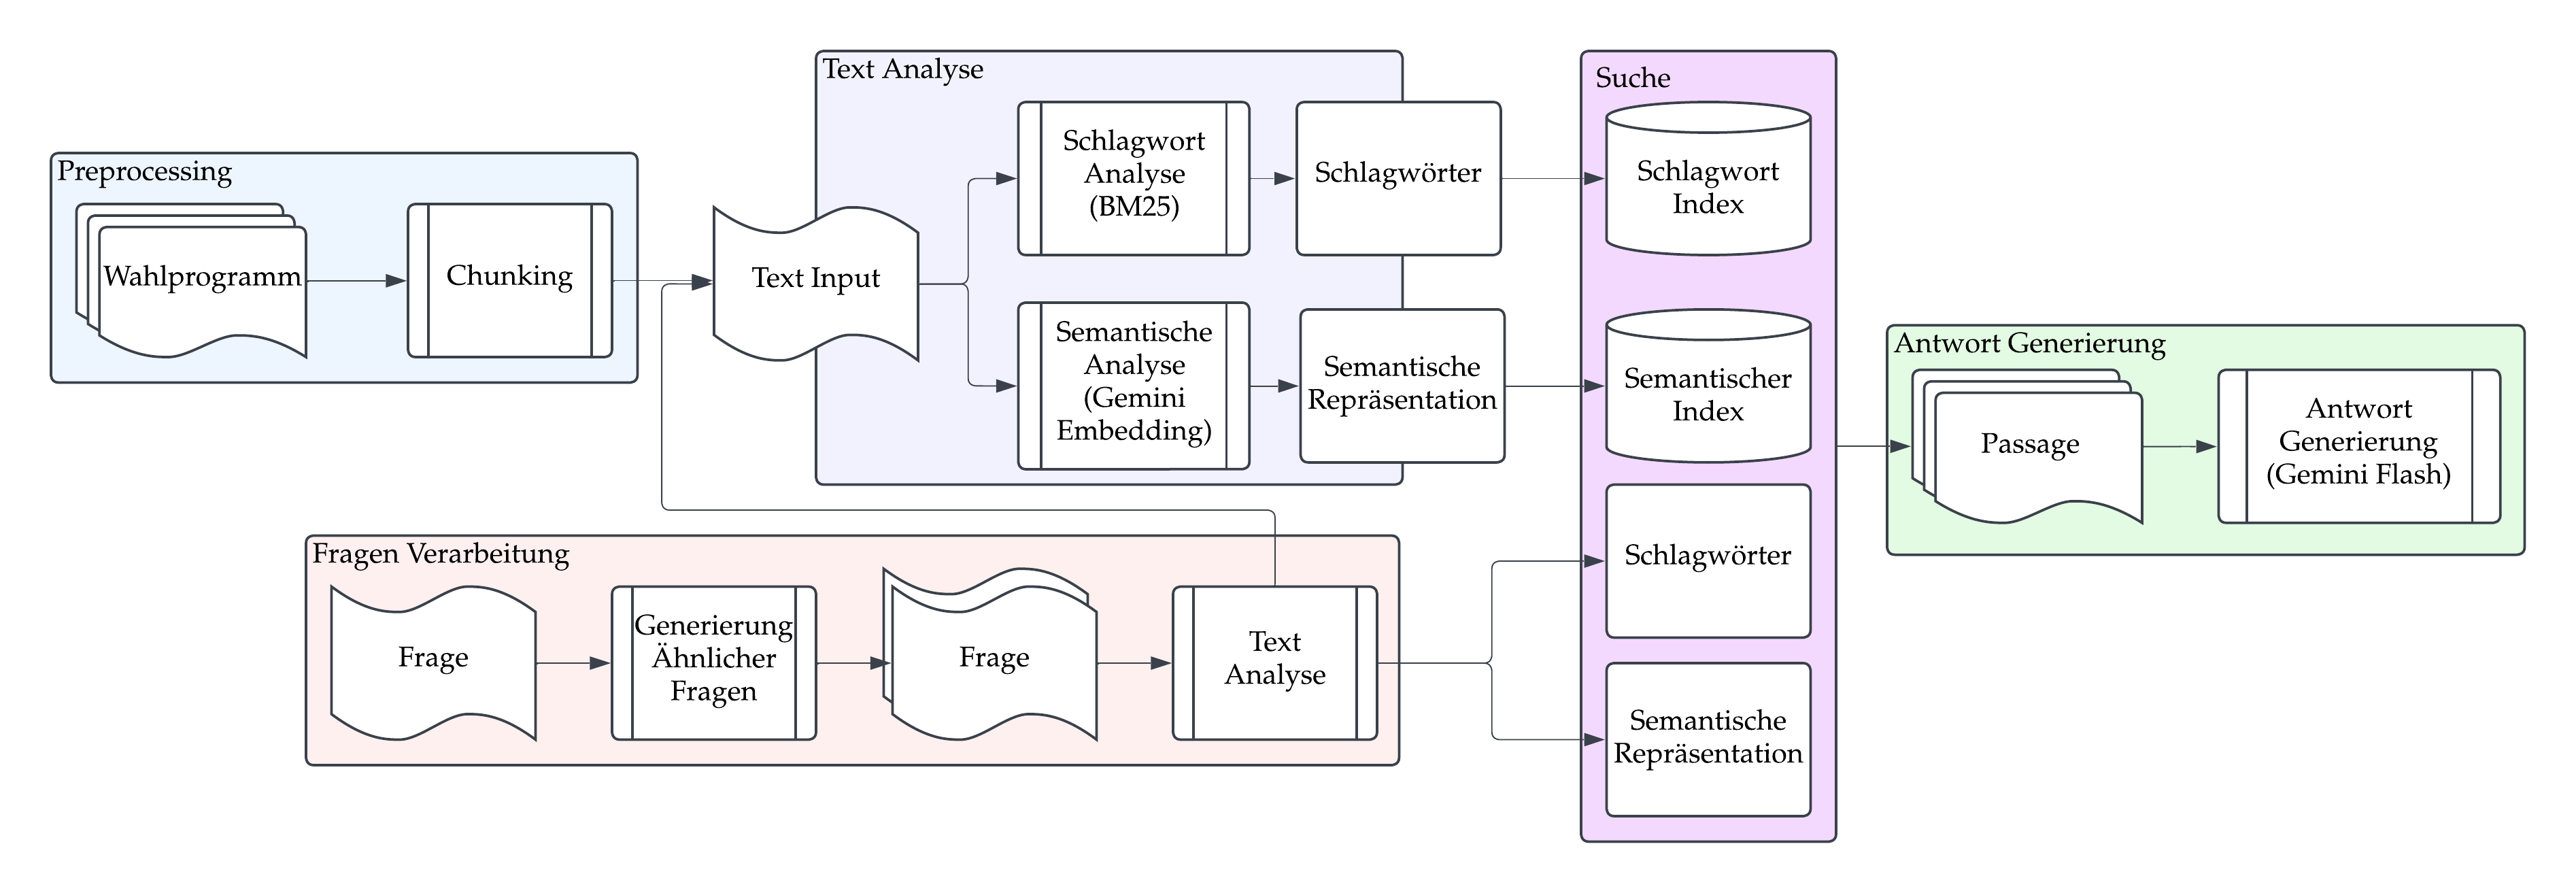 Preprocessing
Wahlprogramm
Chunking
Text Analyse
Text Input
Schlagwort
Analyse
(BM25)
Schlagwörter
Semantische
Analyse
(Gemini
Embedding)
Semantische
Repräsentation
Fragen Verarbeitung
Frage
Generierung
Ähnlicher
Fragen
Frage
Text
Analyse
Suche
Schlagwort
Index
Semantischer
Index
Schlagwörter
Semantische
Repräsentation
Antwort Generierung
Passage
Antwort
Generierung
(Gemini Flash)